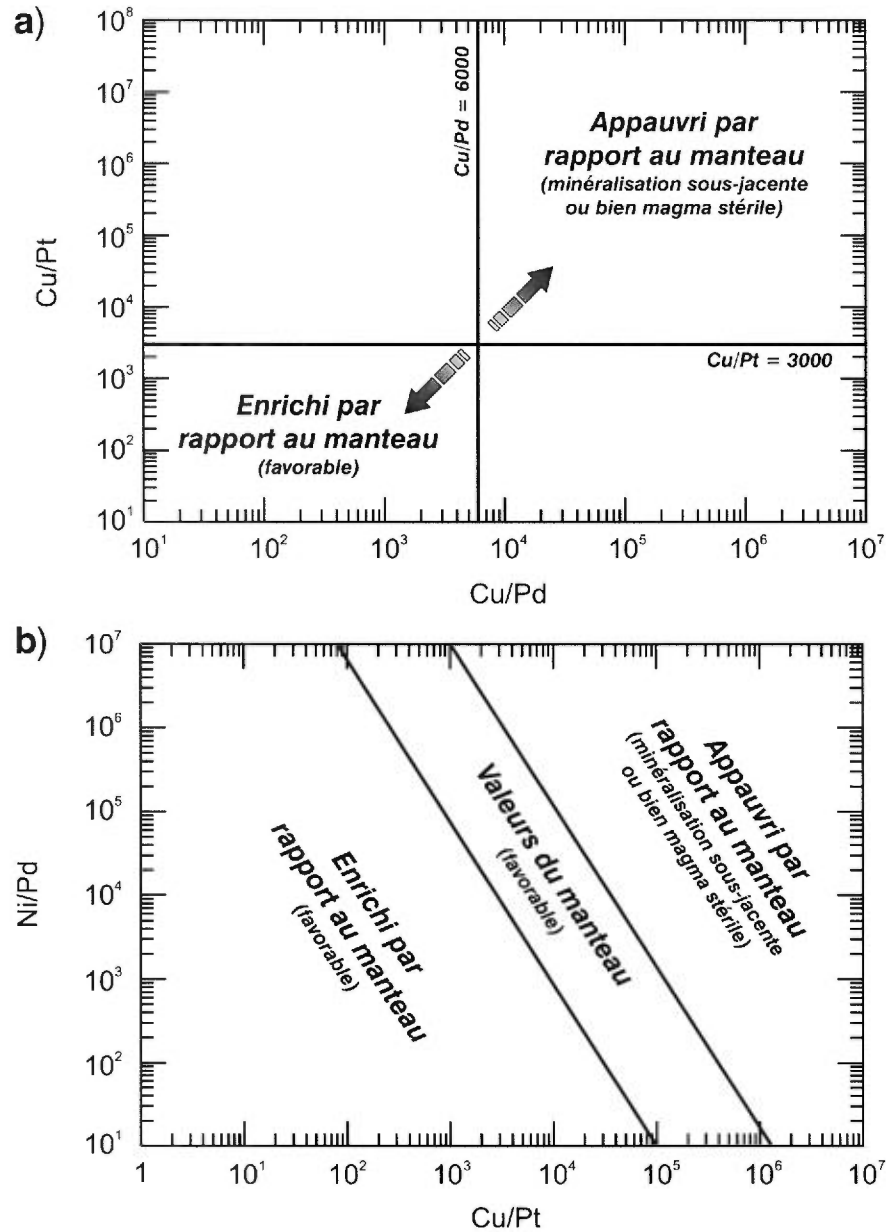 a)
10⁸
10⁷
10⁶
10⁵
10⁴
10³
10²
10¹
Cu/Pt
Cu/Pd = 6000
Appauvri par
rapport au manteau
(minéralisation sous-jacente
ou bien magma stérile)
Cu/Pt = 3000
Enrichi par
rapport au manteau
(favorable)
10¹ 10² 10³ 10⁴ 10⁵ 10⁶ 10⁷
Cu/Pd
b)
10⁷
10⁶
10⁵
10⁴
10³
10²
10¹
Ni/Pd
Enrichi par
rapport au manteau
(favorable)
Valeurs du manteau
(favorable)
Appauvri par
rapport au manteau
(minéralisation sous-jacente
ou bien magma stérile)
1 10¹ 10² 10³ 10⁴ 10⁵ 10⁶ 10⁷
Cu/Pt